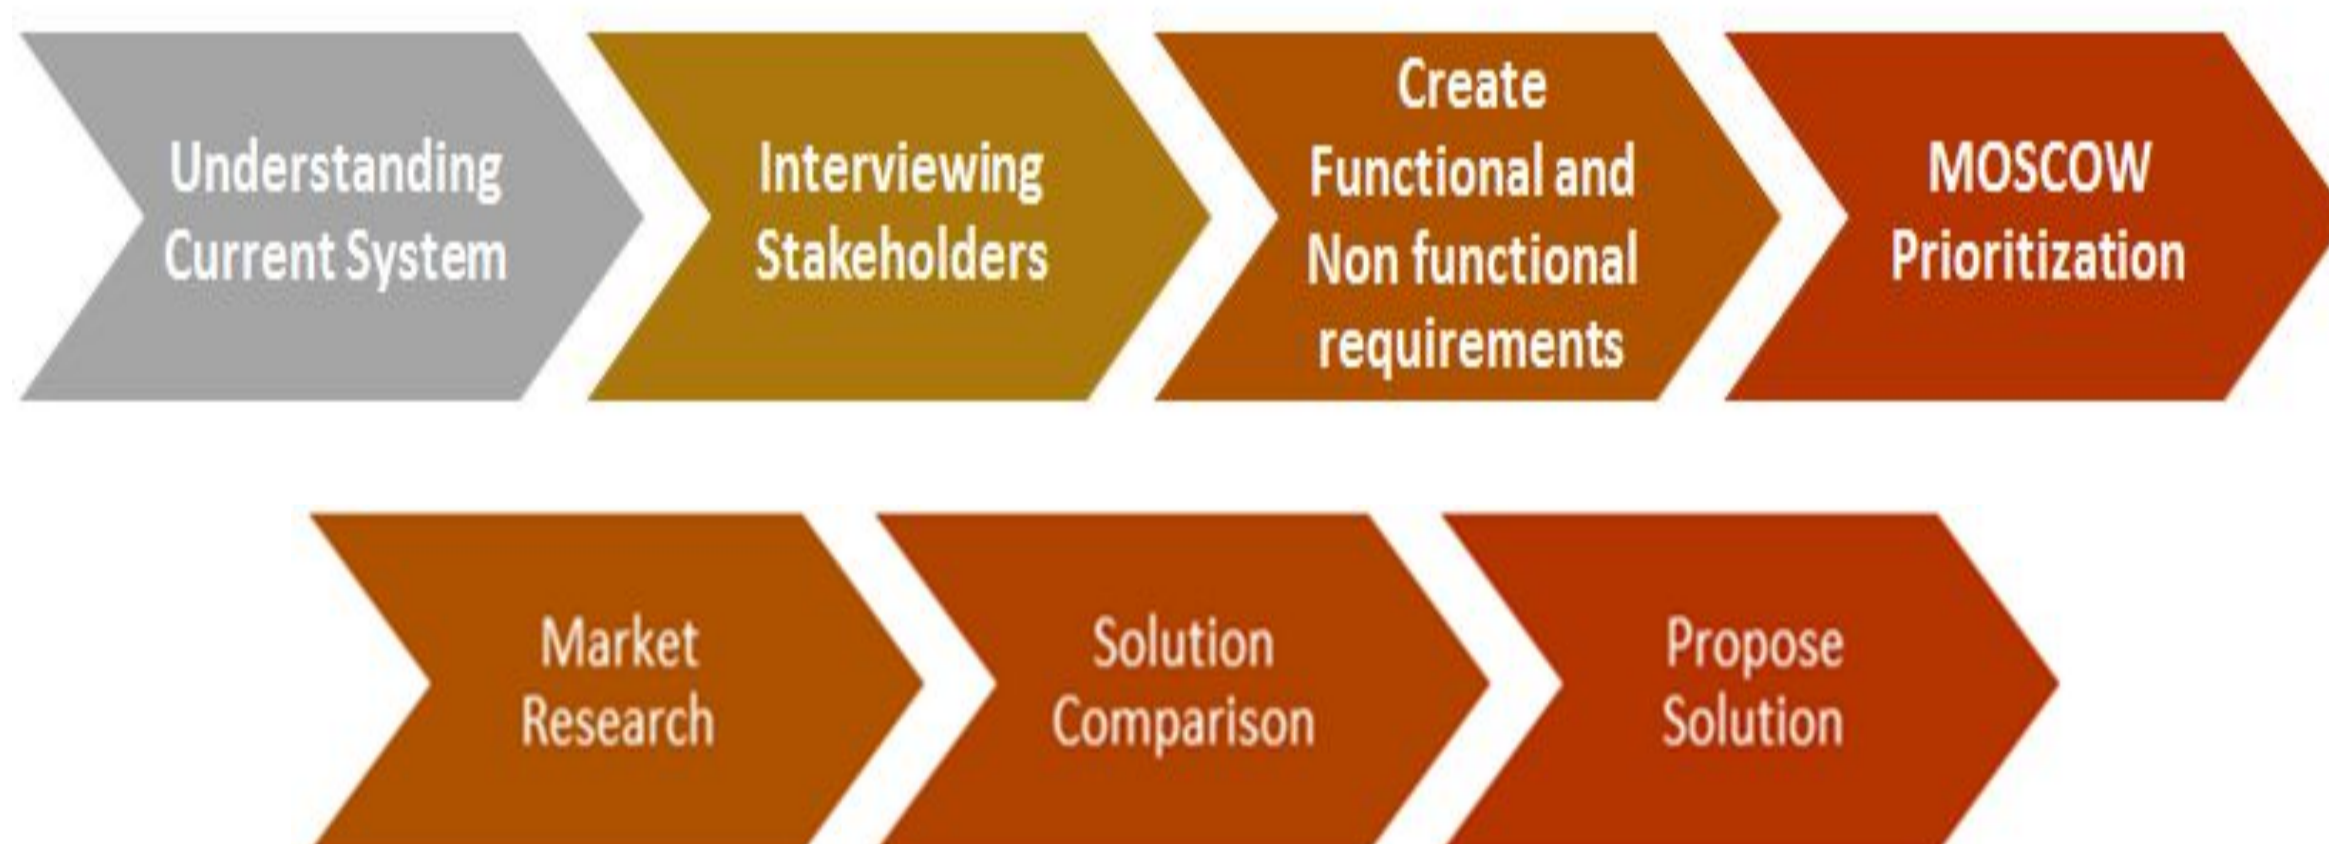 Understanding
Current System
Interviewing
Stakeholders
Create
Functional and
Non functional
requirements
MOSCOW
Prioritization
Market
Research
Solution
Comparison
Propose
Solution